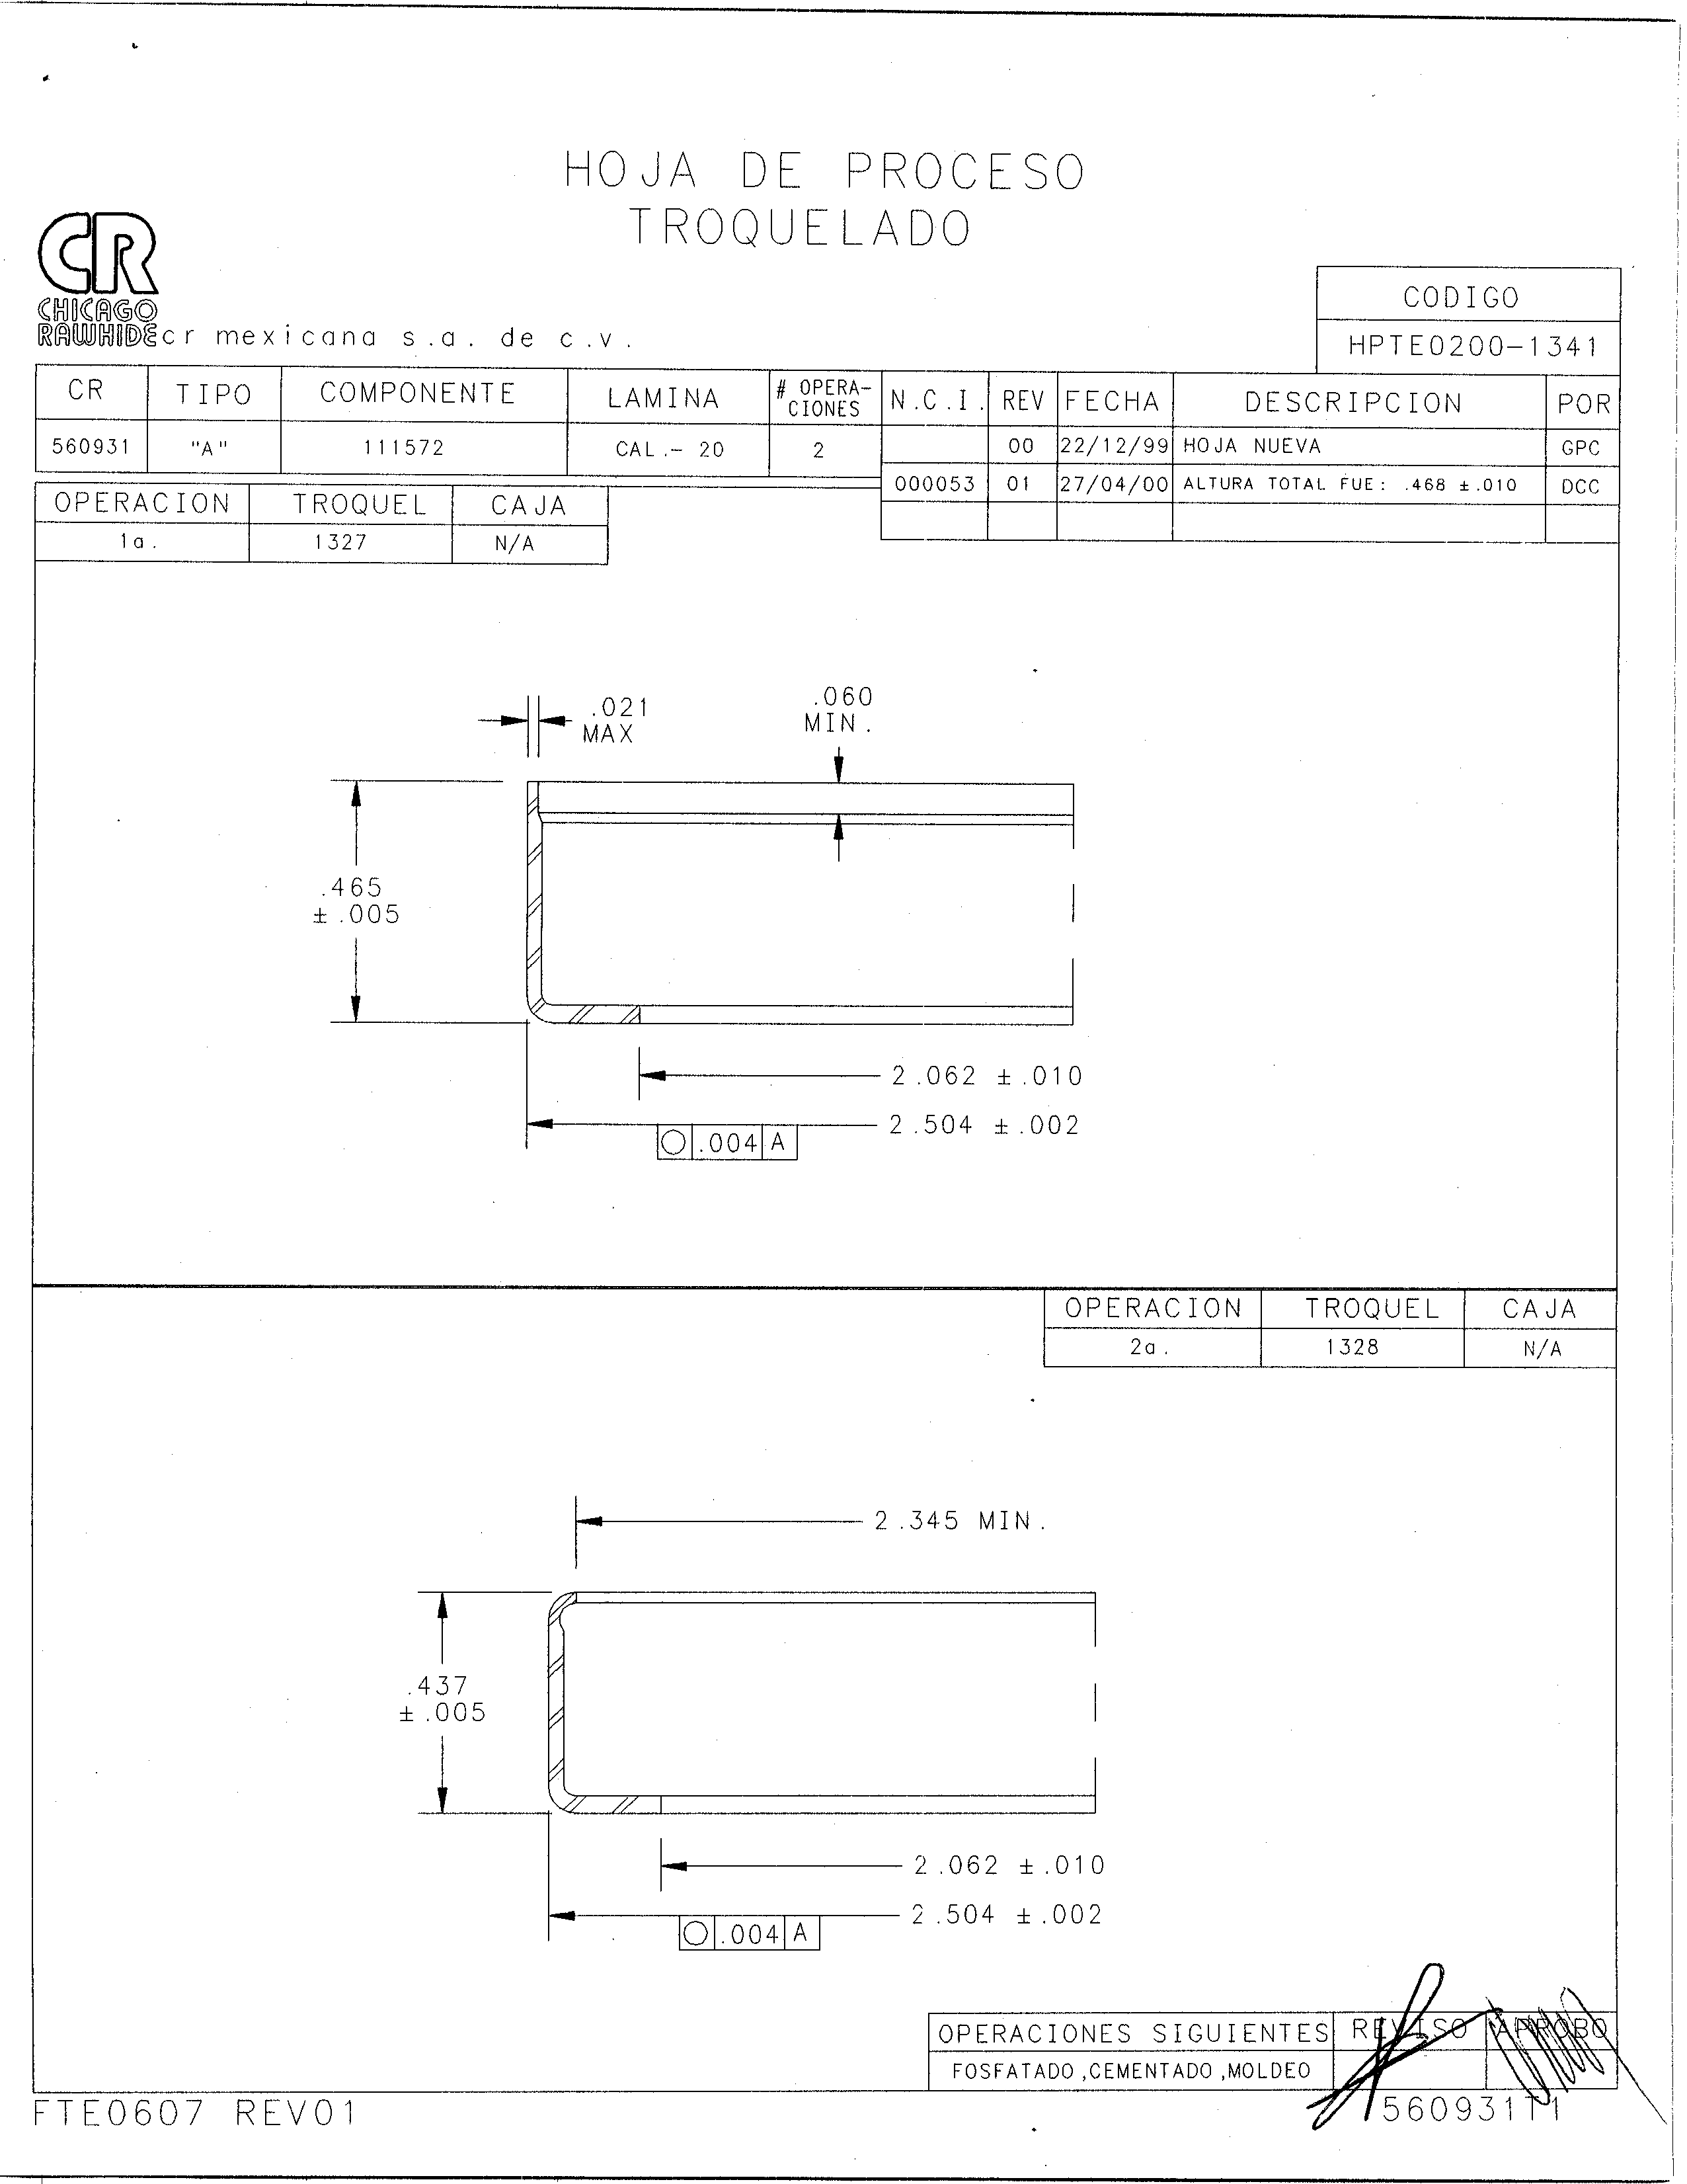 HOJA DE PROCESO
TROQUELADO
CR
CHICAGO
RAWHIDE cr mexicana s.a. de c.v.
CODIGO
HPTE0200-1341
CR TIPO COMPONENTE LAMINA # OPERA-CIONES N.C.I. REV FECHA DESCRIPCION POR
560931 "A" 111572 CAL.- 20 2 00 22/12/99 HOJA NUEVA GPC
000053 01 27/04/00 ALTURA TOTAL FUE: .468 ±.010 DCC
OPERACION TROQUEL CAJA
1a. 1327 N/A
.021
MAX
.060
MIN.
.465
±.005
2.062 ±.010
2.504 ±.002
.004 A
OPERACION TROQUEL CAJA
2a. 1328 N/A
2.345 MIN.
.437
±.005
2.062 ±.010
2.504 ±.002
.004 A
OPERACIONES SIGUIENTES REVISO APROBO
FOSFATADO,CEMENTADO,MOLDEO
FTE0607 REV01
560931T1